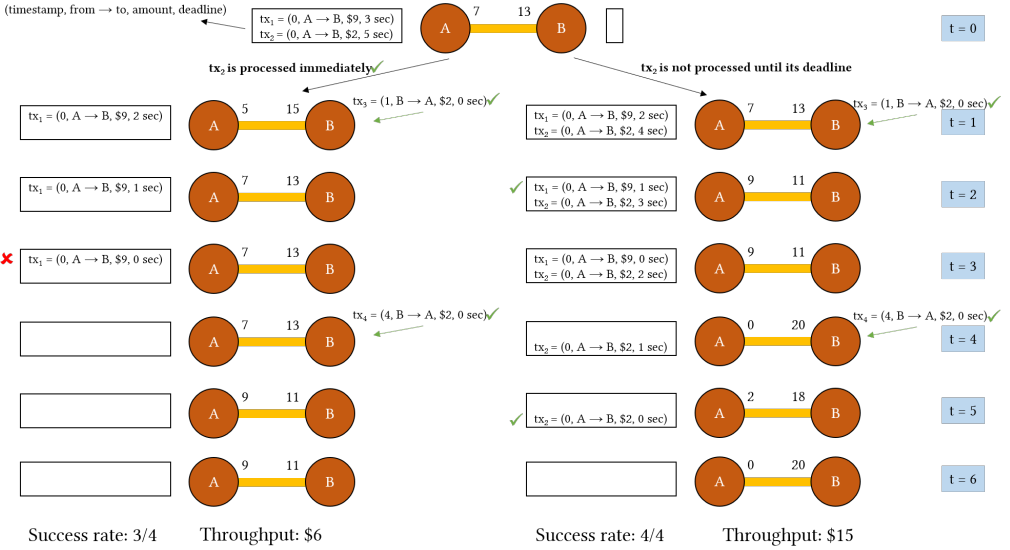 (timestamp, from → to, amount, deadline)
tx₁ = (0, A → B, $9, 3 sec)
tx₂ = (0, A → B, $2, 5 sec)
7 13
A B
t = 0
tx₂ is processed immediately
tx₂ is not processed until its deadline
tx₁ = (0, A → B, $9, 2 sec)
5 15
A B
tx₃ = (1, B → A, $2, 0 sec)
tx₁ = (0, A → B, $9, 2 sec)
tx₂ = (0, A → B, $2, 4 sec)
7 13
A B
tx₃ = (1, B → A, $2, 0 sec)
t = 1
tx₁ = (0, A → B, $9, 1 sec)
7 13
A B
tx₁ = (0, A → B, $9, 1 sec)
tx₂ = (0, A → B, $2, 3 sec)
9 11
A B
t = 2
tx₁ = (0, A → B, $9, 0 sec)
7 13
A B
tx₁ = (0, A → B, $9, 0 sec)
tx₂ = (0, A → B, $2, 2 sec)
9 11
A B
t = 3
7 13
A B
tx₄ = (4, B → A, $2, 0 sec)
tx₂ = (0, A → B, $2, 1 sec)
0 20
A B
tx₄ = (4, B → A, $2, 0 sec)
t = 4
9 11
A B
tx₂ = (0, A → B, $2, 0 sec)
2 18
A B
t = 5
9 11
A B
0 20
A B
t = 6
Success rate: 3/4 Throughput: $6
Success rate: 4/4 Throughput: $15